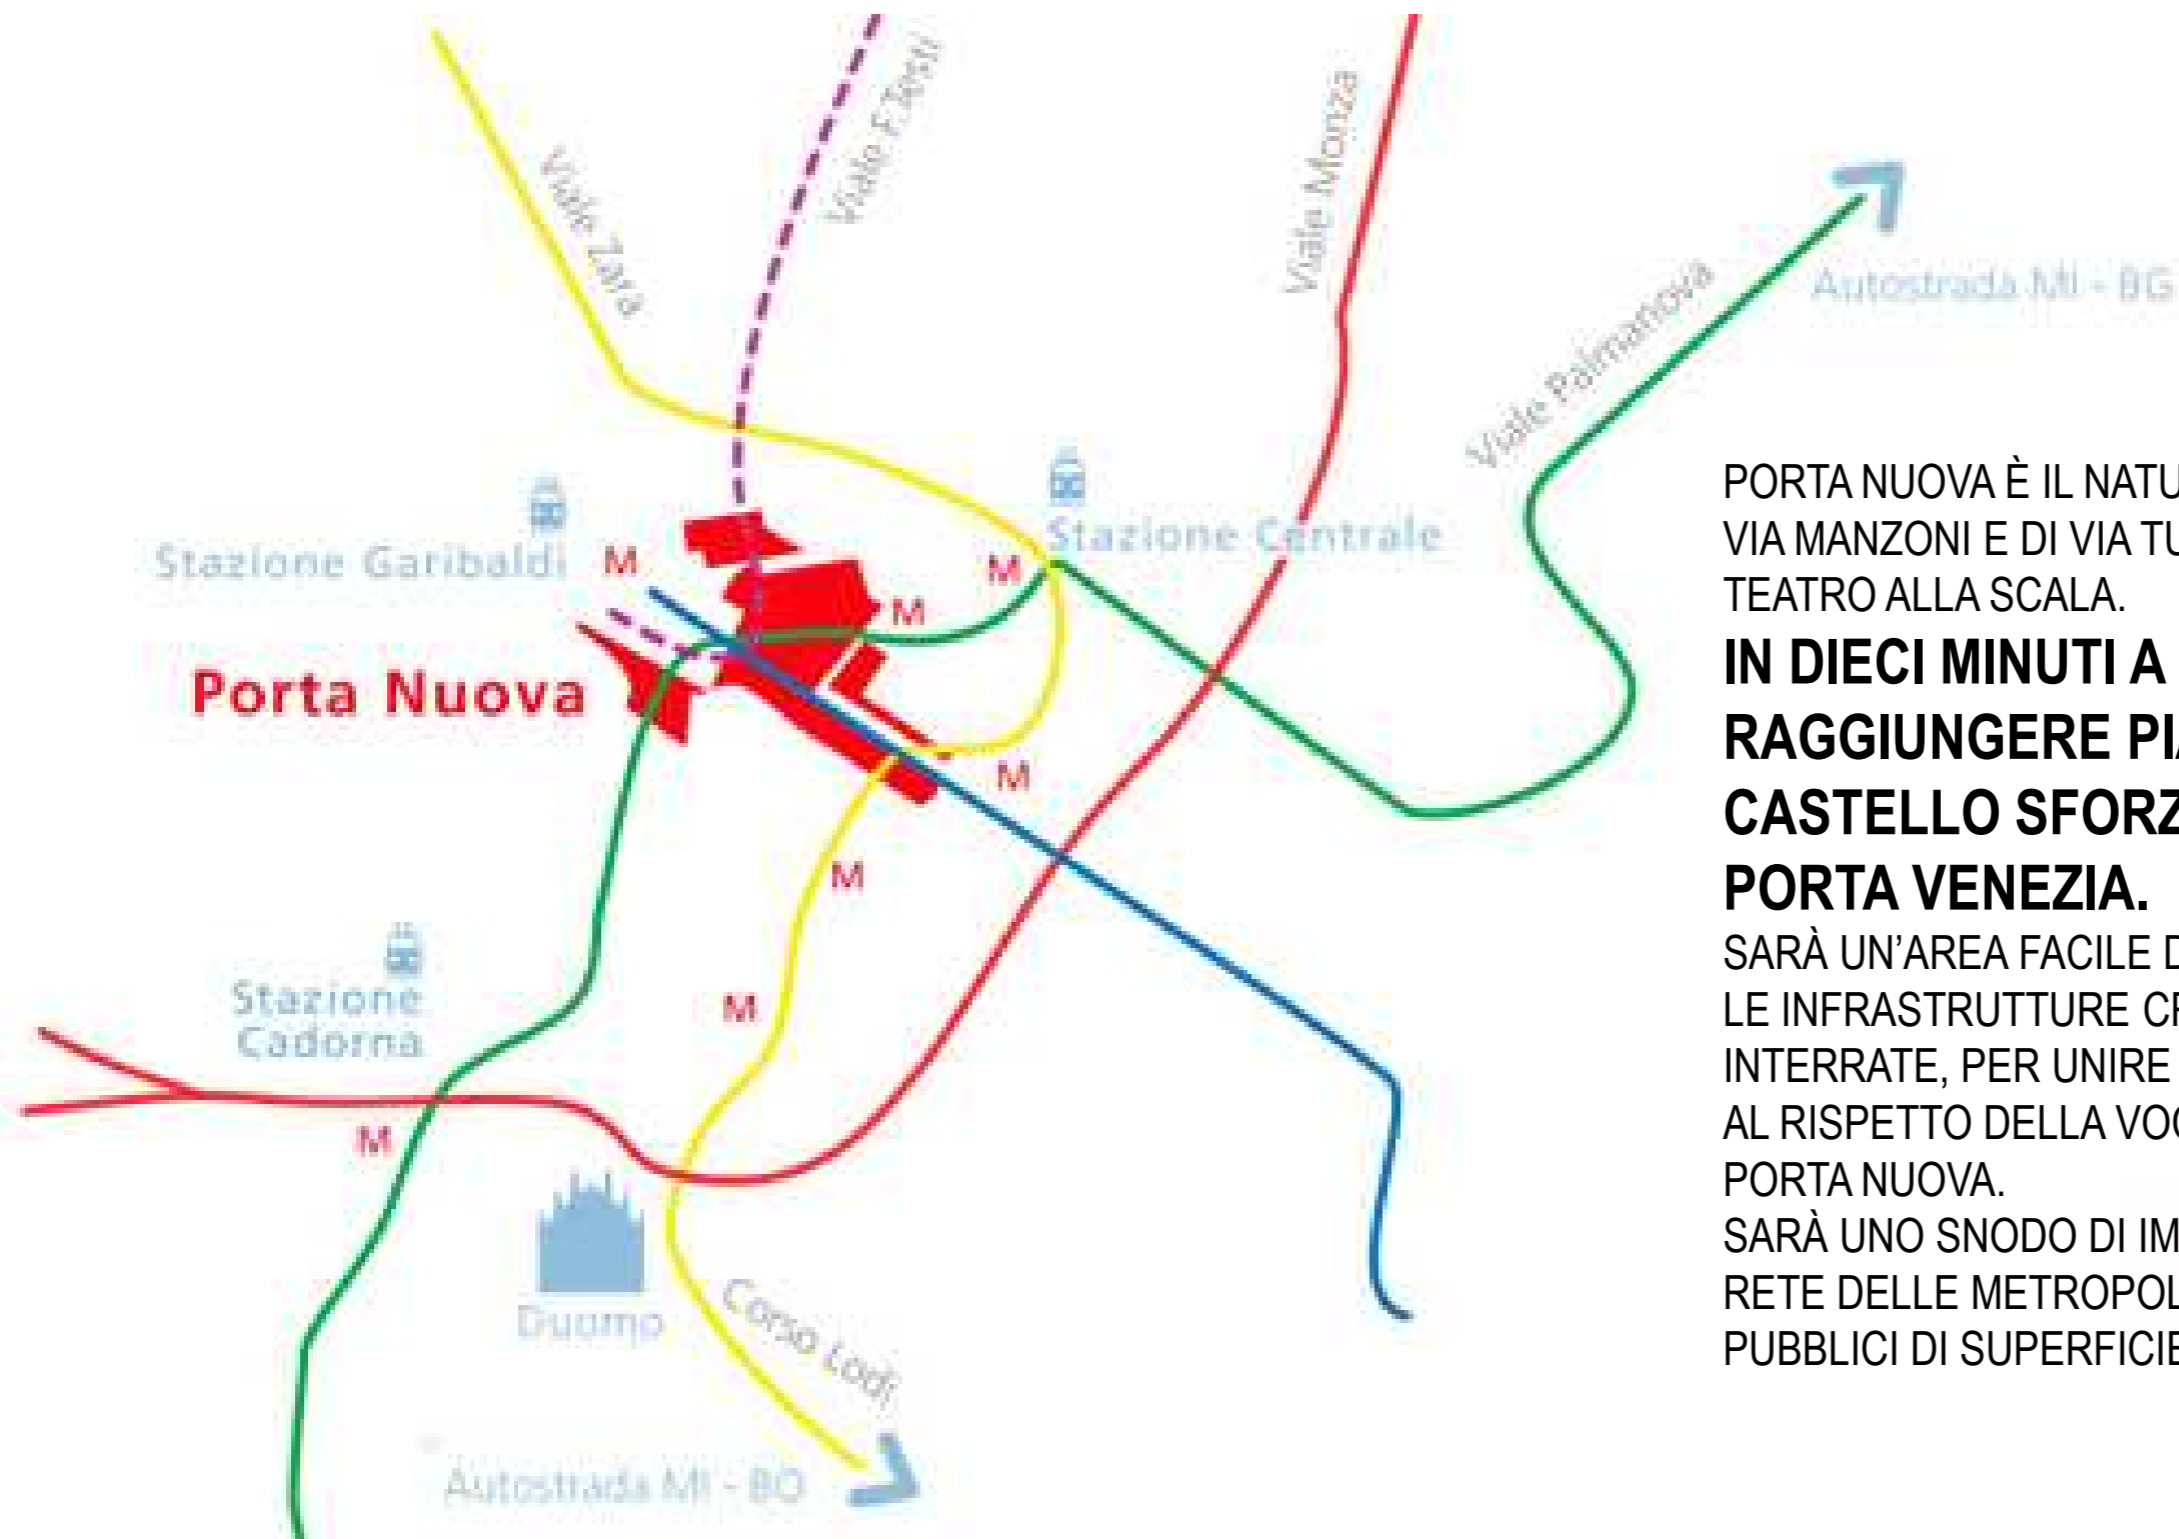 Viale Zara
Viale F.Testi
Viale Monza
Viale Palmanova
Autostrada MI - BG
Stazione Garibaldi
M
Stazione Centrale
M
M
Porta Nuova
M
M
M
Stazione
Cadorna
M
Duomo
Corso Lodi
Autostrada MI - BO
PORTA NUOVA È IL NATU
VIA MANZONI E DI VIA TU
TEATRO ALLA SCALA.
IN DIECI MINUTI A
RAGGIUNGERE PIA
CASTELLO SFORZ
PORTA VENEZIA.
SARÀ UN’AREA FACILE D
LE INFRASTRUTTURE CR
INTERRATE, PER UNIRE
AL RISPETTO DELLA VOC
PORTA NUOVA.
SARÀ UNO SNODO DI IM
RETE DELLE METROPOL
PUBBLICI DI SUPERFICIE